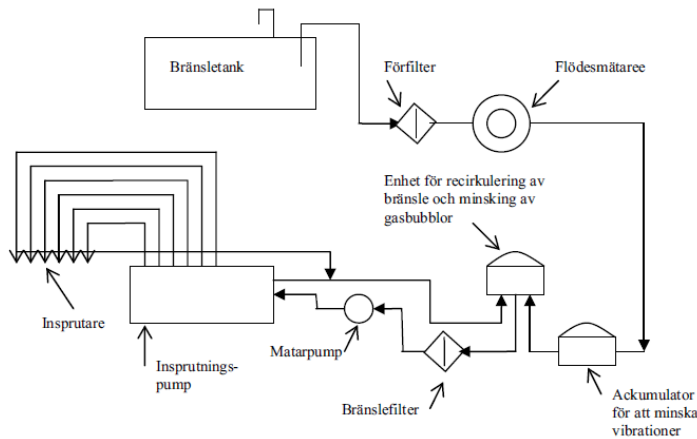 Bränsletank
Förfilter
Flödesmätaree
Enhet för recirkulering av
bränsle och minsking av
gasbubblor
Insprutare
Matarpump
Insprutnings-
pump
Bränslefilter
Ackumulator
för att minska
vibrationer